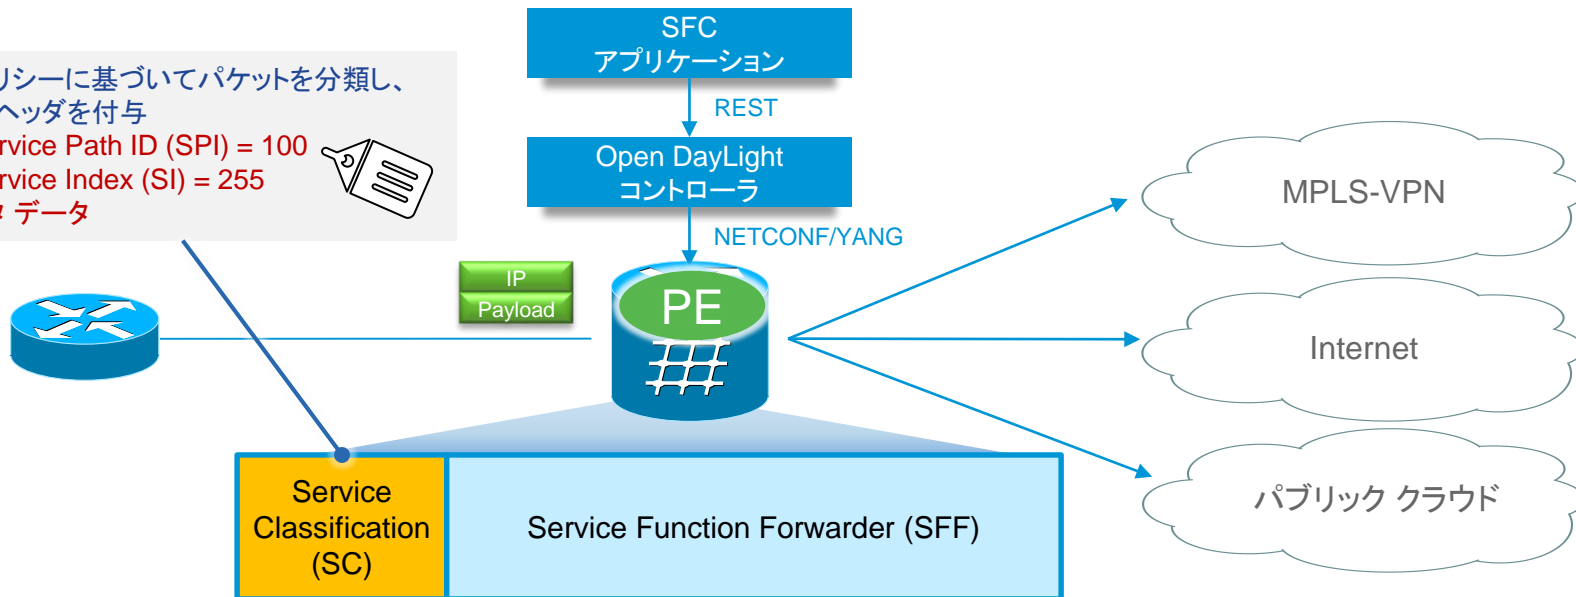 SFC
アプリケーション
リシーに基づいてパケットを分類し、
ヘッダを付与
rvice Path ID (SPI) = 100
rvice Index (SI) = 255
データ
REST
Open DayLight
コントローラ
NETCONF/YANG
IP
Payload
PE
MPLS-VPN
Internet
パブリック クラウド
Service
Classification
(SC)
Service Function Forwarder (SFF)